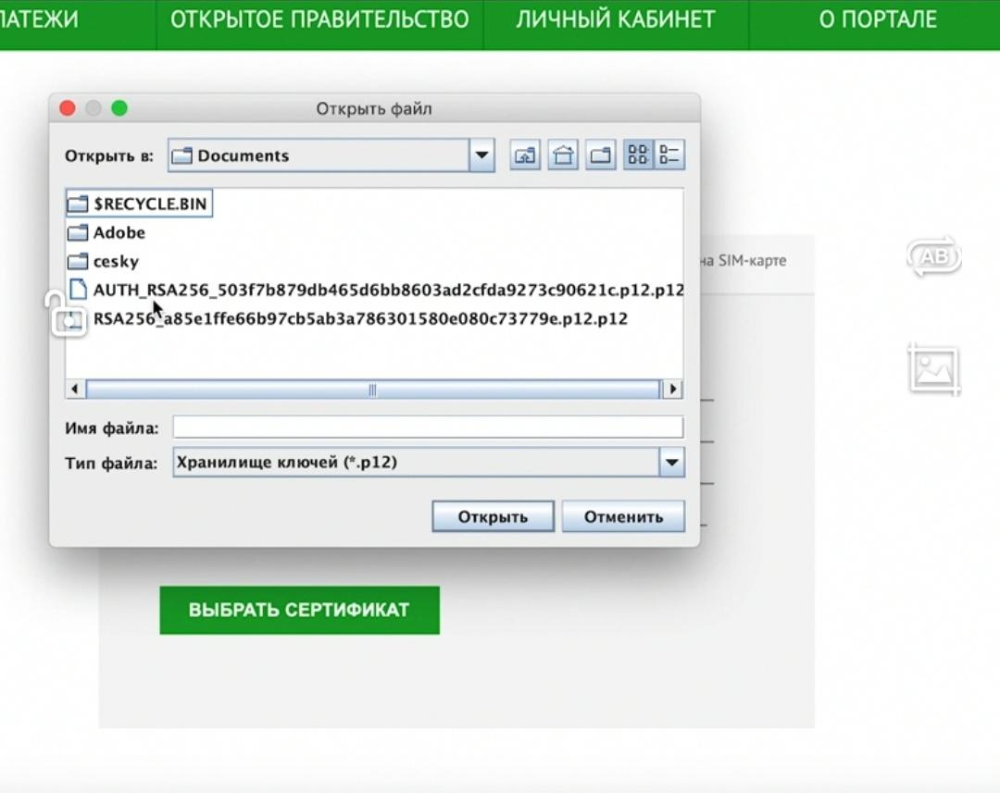 ЛАТЕЖИ ОТКРЫТОЕ ПРАВИТЕЛЬСТВО ЛИЧНЫЙ КАБИНЕТ О ПОРТАЛЕ
Открыть файл
Открыть в: Documents
$RECYCLE.BIN
Adobe
cesky
на SIM-карте
AB
AUTH_RSA256_503f7b879db465d6bb8603ad2cfda9273c90621c.p12.p12
RSA256_a85e1ffe66b97cb5ab3a786301580e080c73779e.p12.p12
Имя файла:
Тип файла: Хранилище ключей (*.p12)
Открыть Отменить
ВЫБРАТЬ СЕРТИФИКАТ